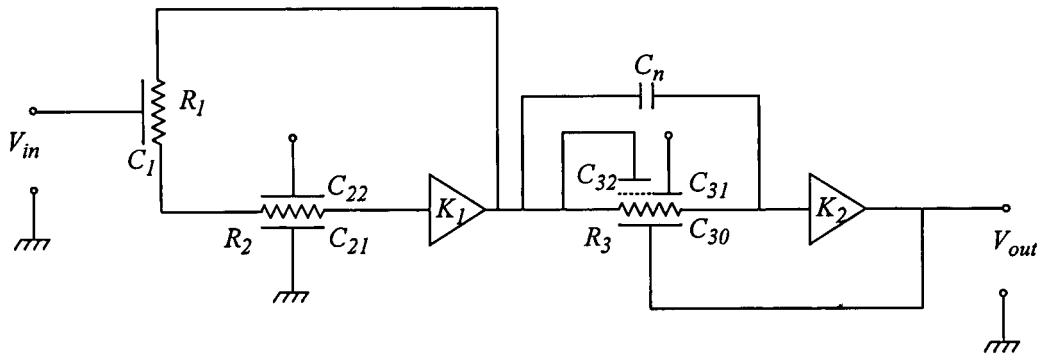 C_n
R_1
V_in
C_1
C_22
K_1
C_32
C_31
K_2
R_2
C_21
R_3
C_30
V_out